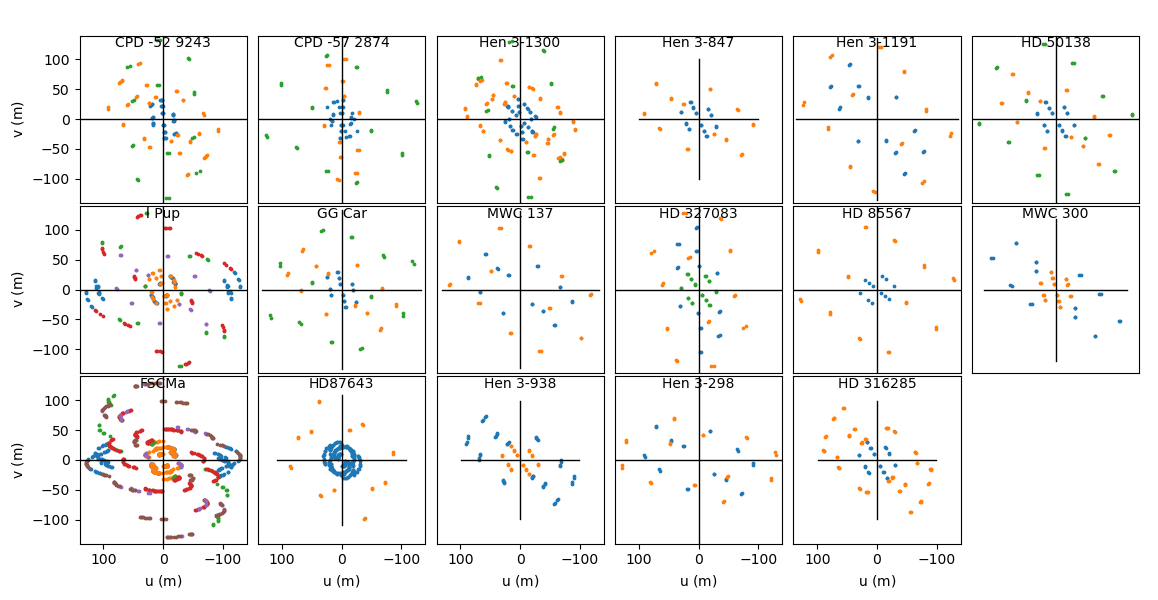 CPD -52 9243 CPD -57 2874 Hen 3-1300 Hen 3-847 Hen 3-1191 HD 50138
100
50
0
−50
−100
v (m)
I Pup GG Car MWC 137 HD 327083 HD 85567 MWC 300
100
50
0
−50
−100
v (m)
FSCMa HD87643 Hen 3-938 Hen 3-298 HD 316285
100
50
0
−50
−100
v (m)
100 0 −100 100 0 −100 100 0 −100 100 0 −100 100 0 −100
u (m) u (m) u (m) u (m) u (m)